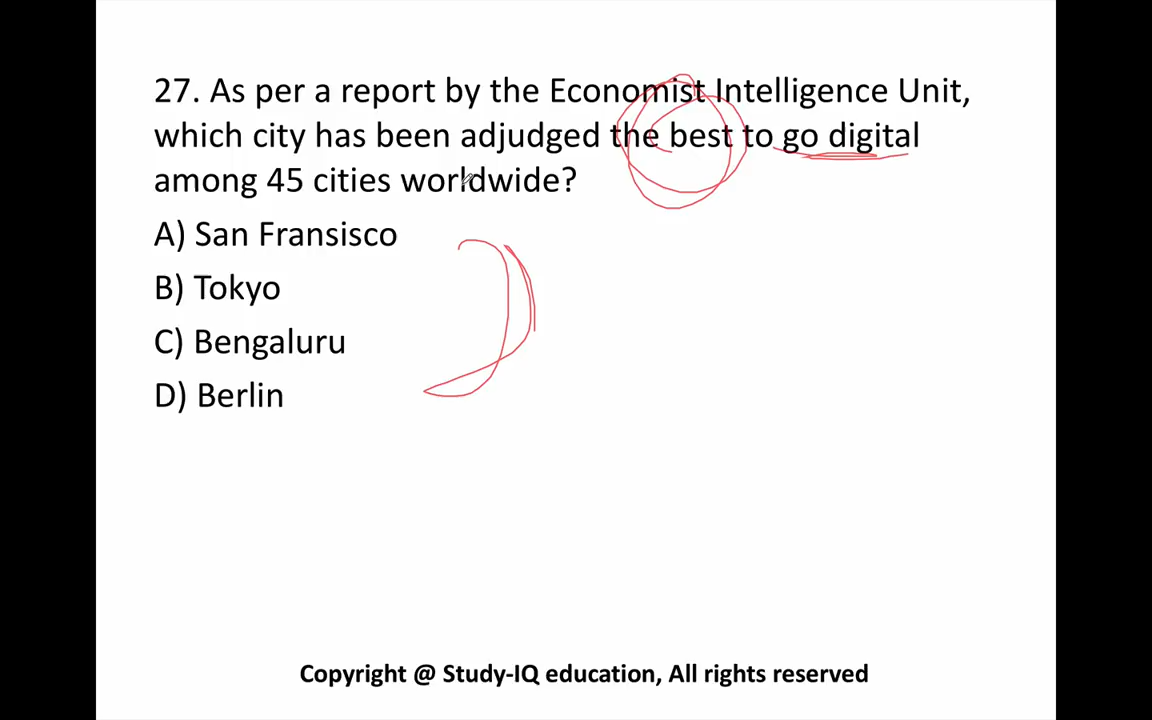 27. As per a report by the Economist Intelligence Unit,
which city has been adjudged the best to go digital
among 45 cities worldwide?
A) San Fransisco
B) Tokyo
C) Bengaluru
D) Berlin
Copyright @ Study-IQ education, All rights reserved